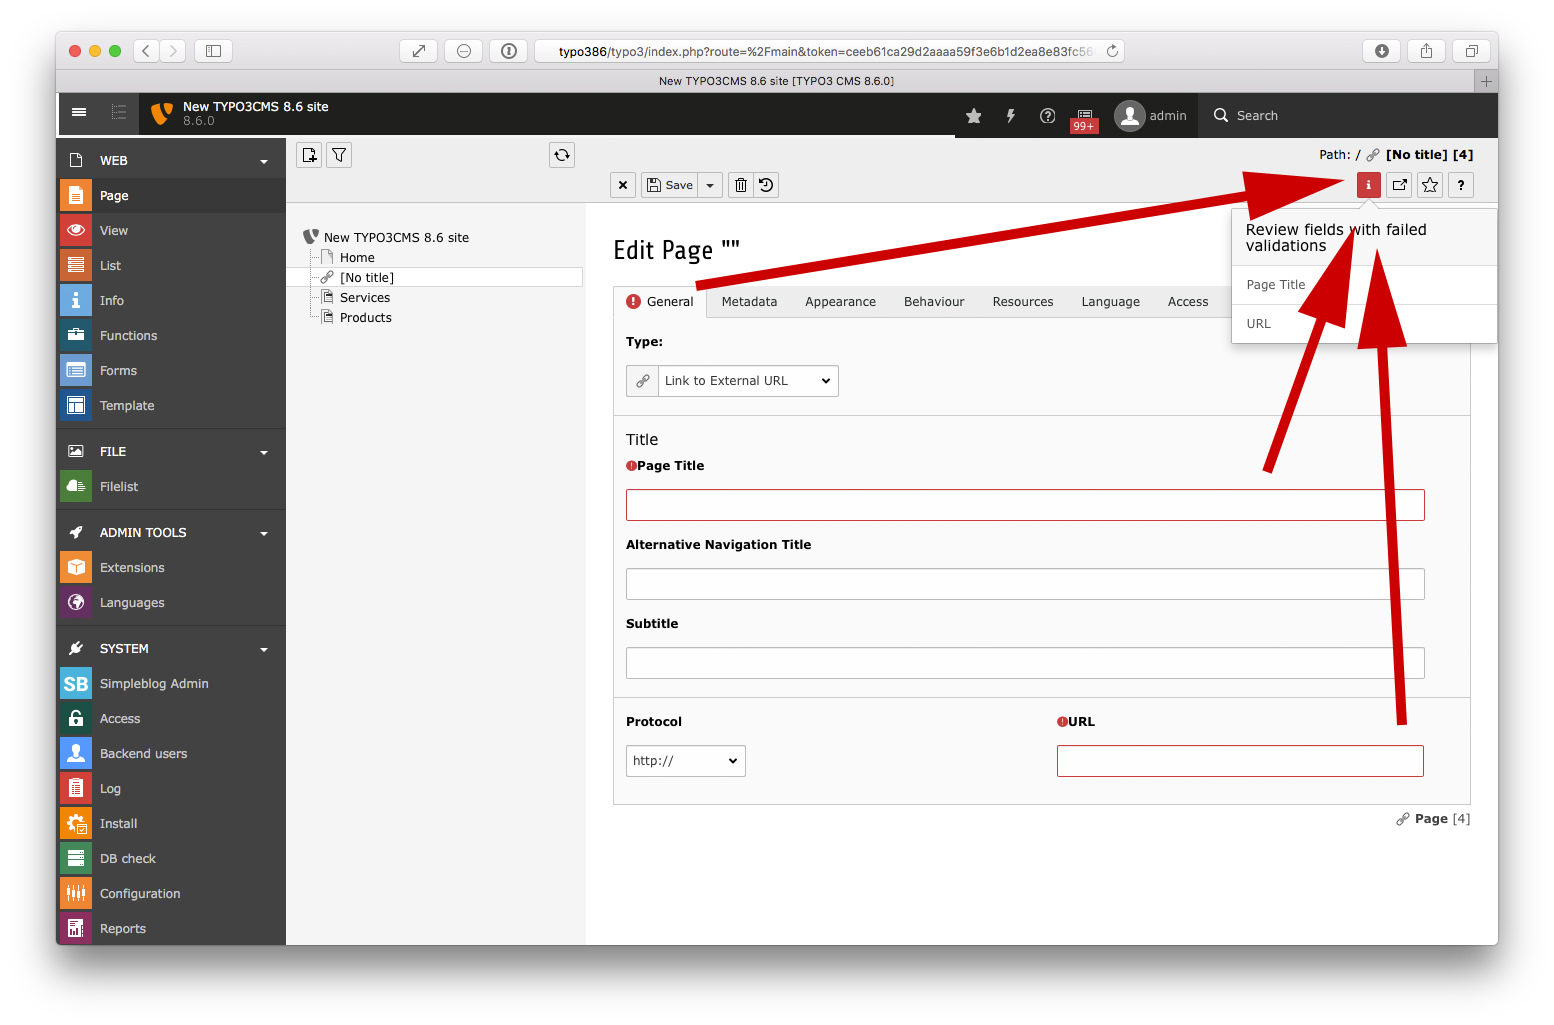 typo386/typo3/index.php?route=%2Fmain&token=ceeb61ca29d2aaaa59f3e6b1d2ea8e83fc56
New TYPO3CMS 8.6 site [TYPO3 CMS 8.6.0]
New TYPO3CMS 8.6 site
8.6.0
99+
admin
Search
WEB
Page
View
List
Info
Functions
Forms
Template
FILE
Filelist
ADMIN TOOLS
Extensions
Languages
SYSTEM
SB Simpleblog Admin
Access
Backend users
Log
Install
DB check
Configuration
Reports
New TYPO3CMS 8.6 site
Home
[No title]
Services
Products
Path: / [No title] [4]
Save
?
Review fields with failed
validations
Page Title
URL
Edit Page ""
General Metadata Appearance Behaviour Resources Language Access
Type:
Link to External URL
Title
Page Title
Alternative Navigation Title
Subtitle
Protocol
URL
http://
Page [4]